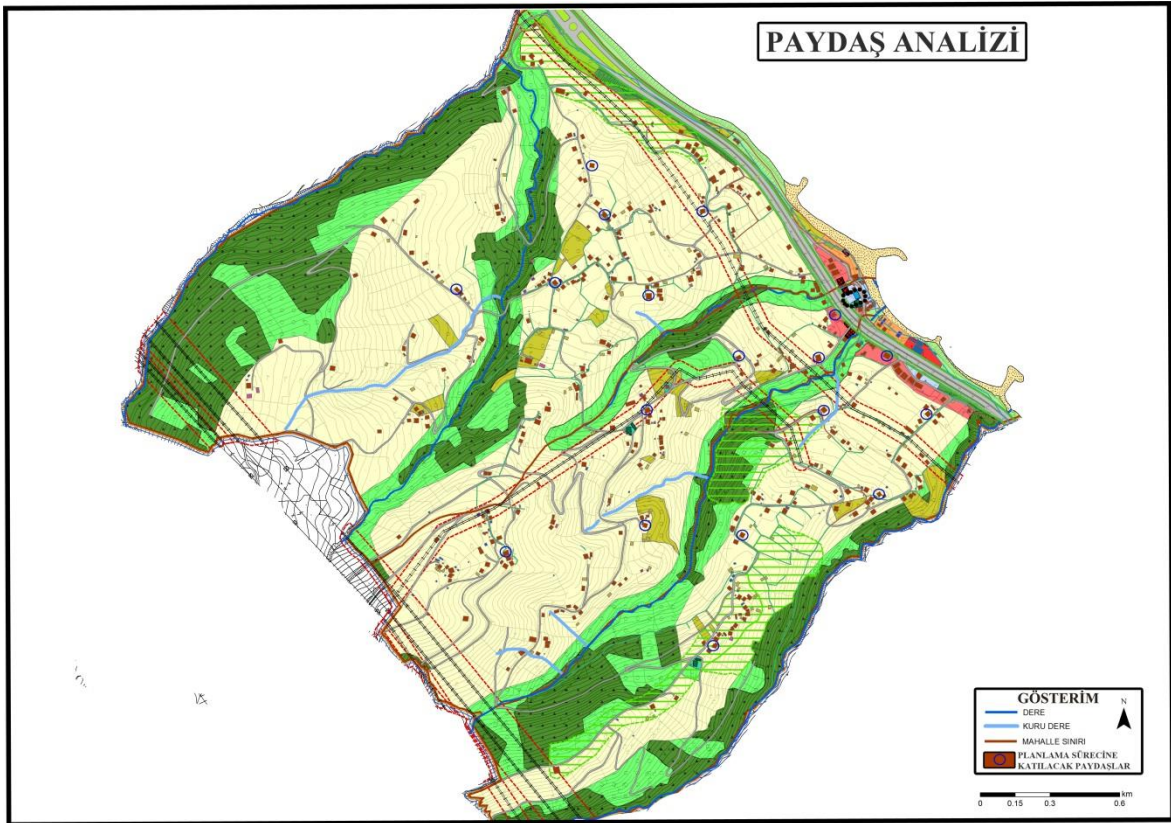 PAYDAŞ ANALİZİ
GÖSTERİM
N
DERE
KURU DERE
MAHALLE SINIRI
PLANLAMA SÜRECİNE
KATILACAK PAYDAŞLAR
km
0 0.15 0.3 0.6